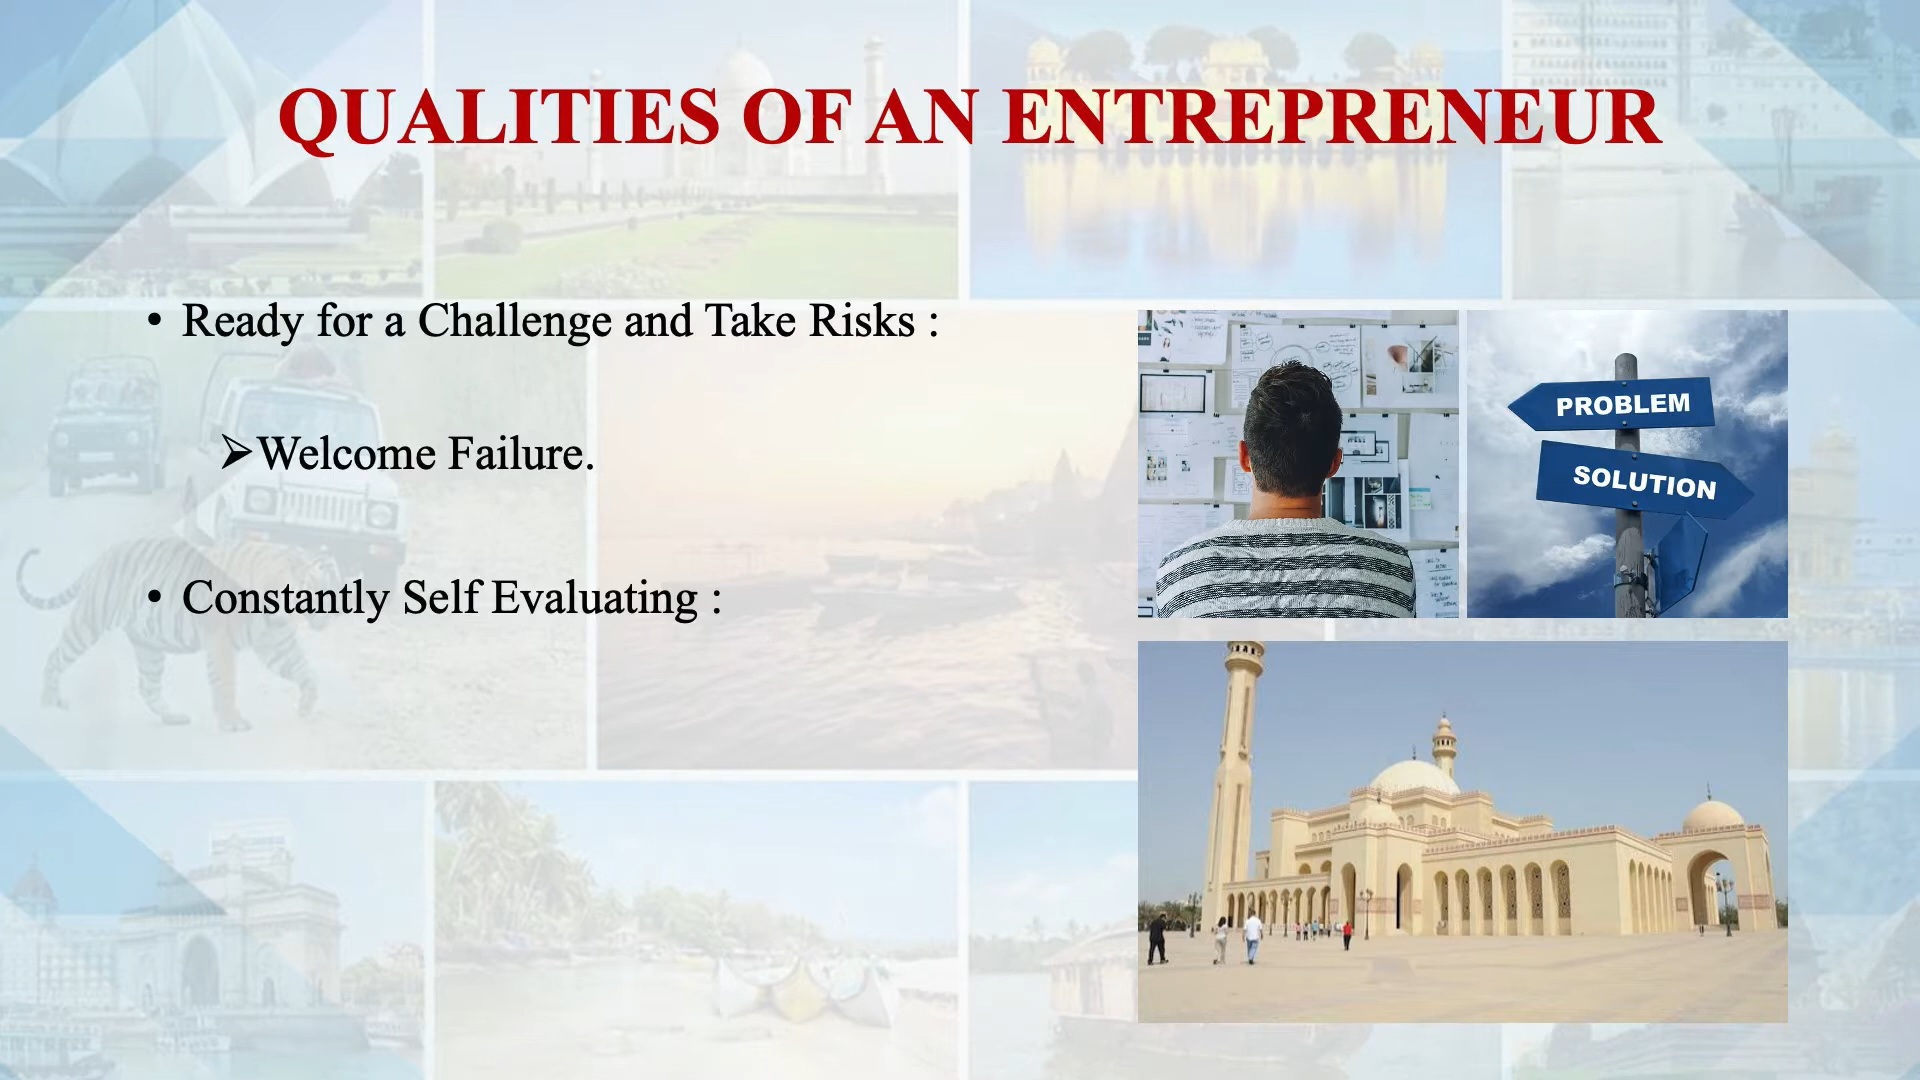 QUALITIES OF AN ENTREPRENEUR
• Ready for a Challenge and Take Risks :
➢Welcome Failure.
• Constantly Self Evaluating :
PROBLEM
SOLUTION